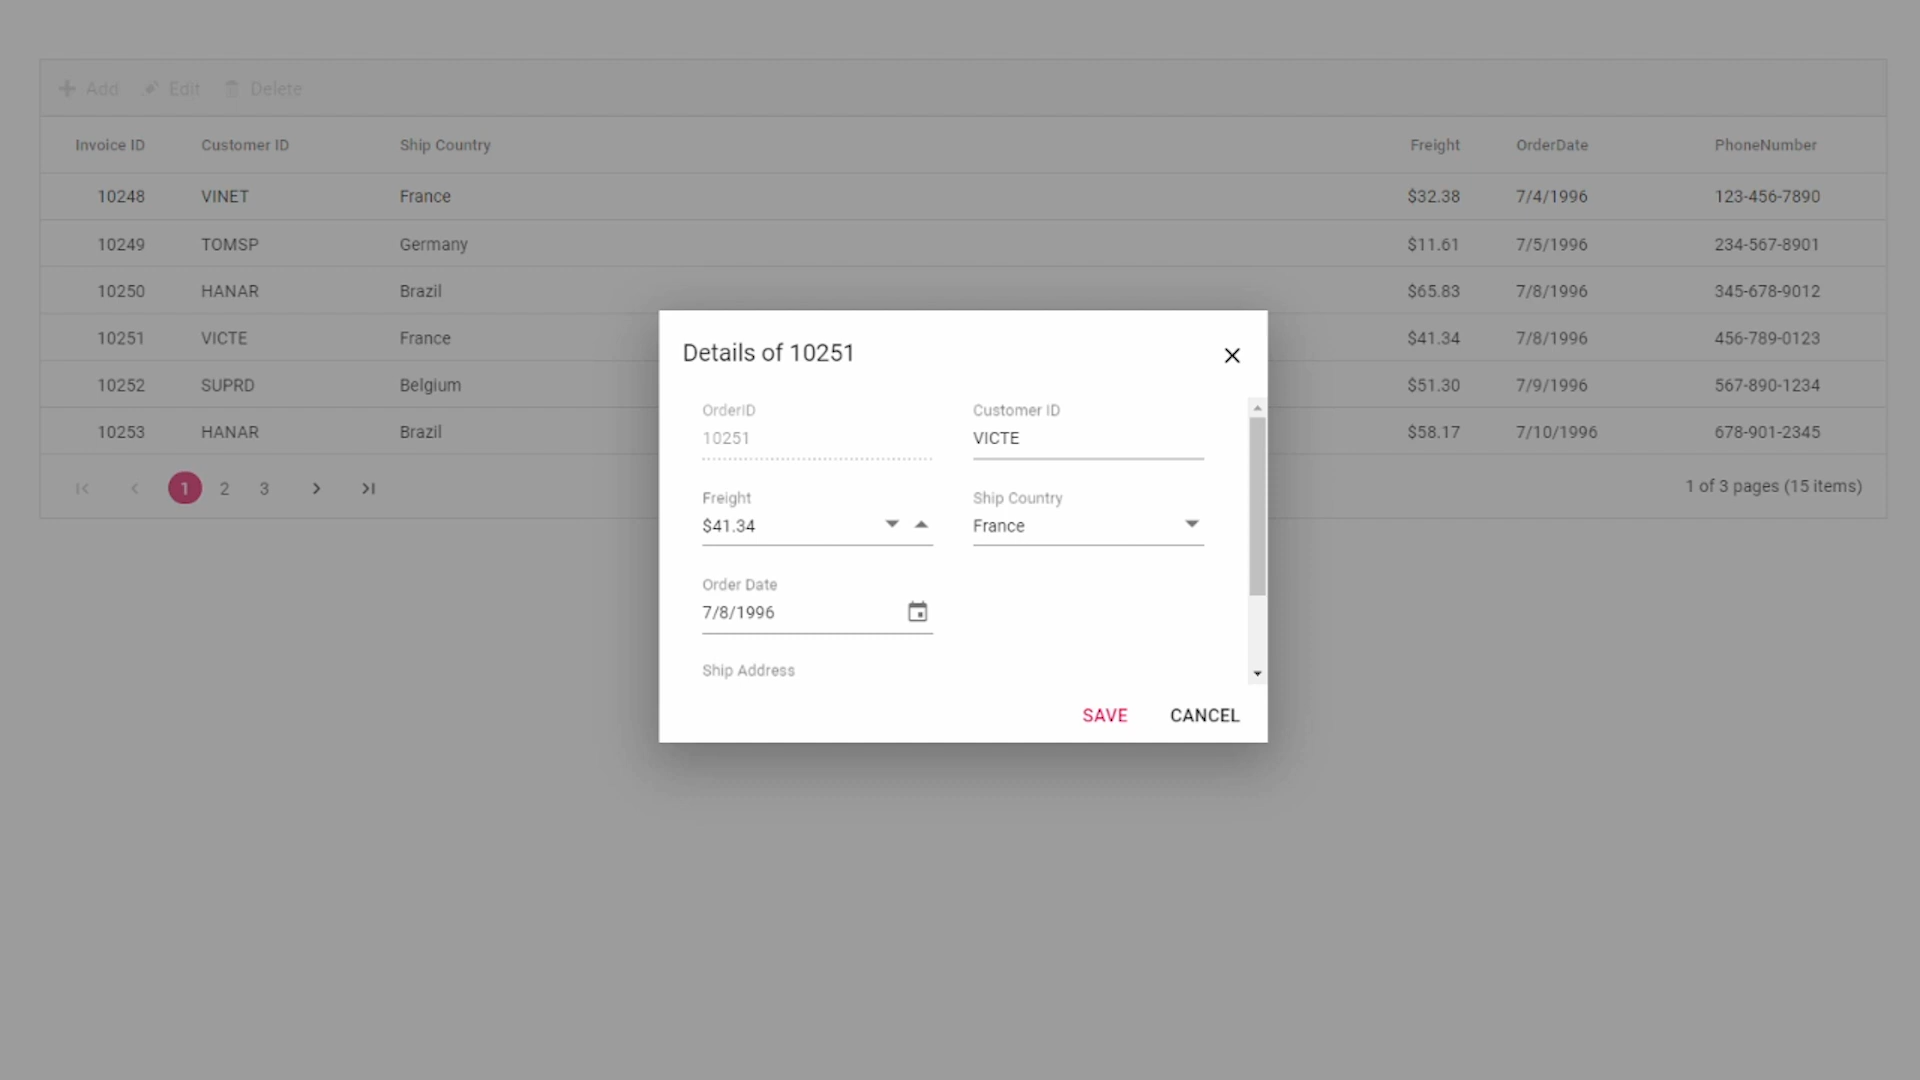 Add Edit Delete
Invoice ID Customer ID Ship Country Freight OrderDate PhoneNumber
10248 VINET France $32.38 7/4/1996 123-456-7890
10249 TOMSP Germany $11.61 7/5/1996 234-567-8901
10250 HANAR Brazil $65.83 7/8/1996 345-678-9012
10251 VICTE France $41.34 7/8/1996 456-789-0123
10252 SUPRD Belgium $51.30 7/9/1996 567-890-1234
10253 HANAR Brazil $58.17 7/10/1996 678-901-2345
1 2 3 1 of 3 pages (15 items)
Details of 10251
OrderID Customer ID
10251 VICTE
Freight Ship Country
$41.34 France
Order Date
7/8/1996
Ship Address
SAVE CANCEL